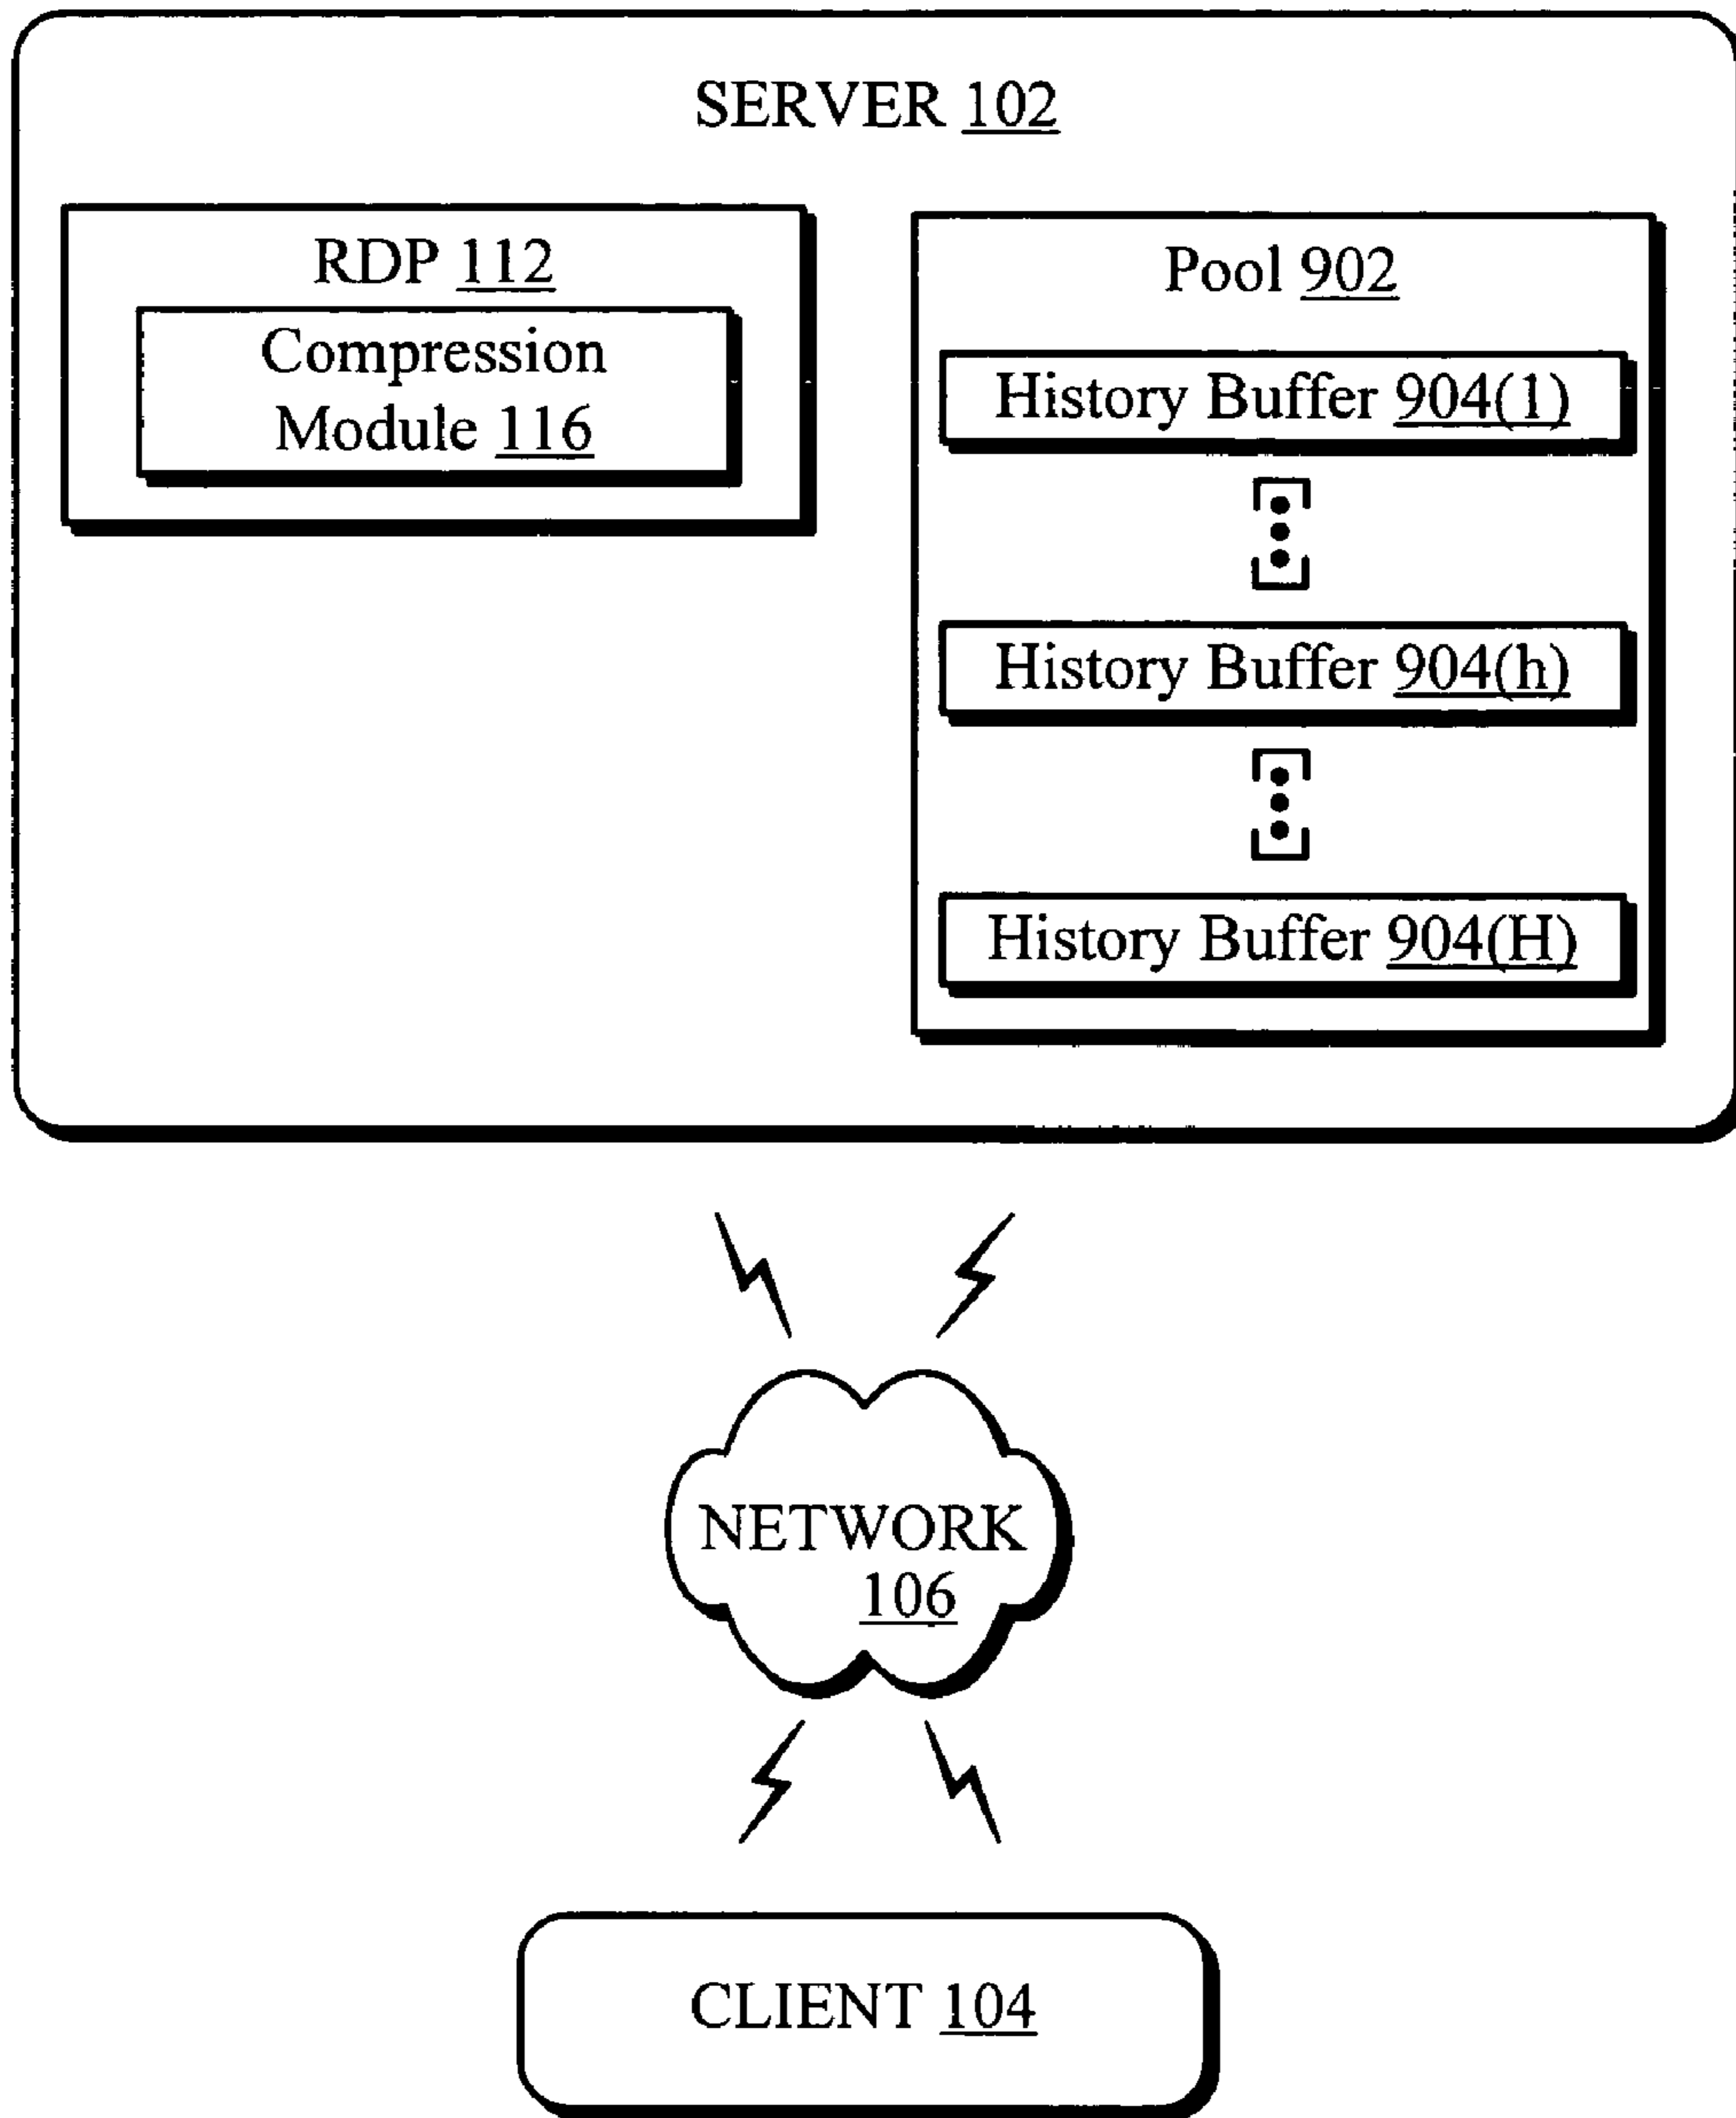 SERVER 102
RDP 112
Compression
Module 116
Pool 902
History Buffer 904(1)
History Buffer 904(h)
History Buffer 904(H)
NETWORK
106
CLIENT 104